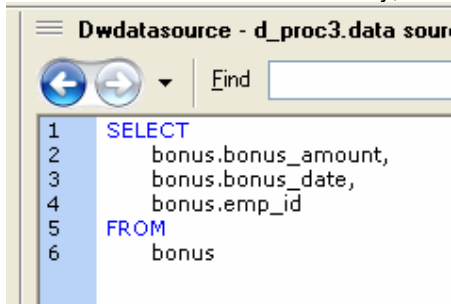 Dwdatasource - d_proc3.data sour
Find
1 SELECT
2 bonus.bonus_amount,
3 bonus.bonus_date,
4 bonus.emp_id
5 FROM
6 bonus